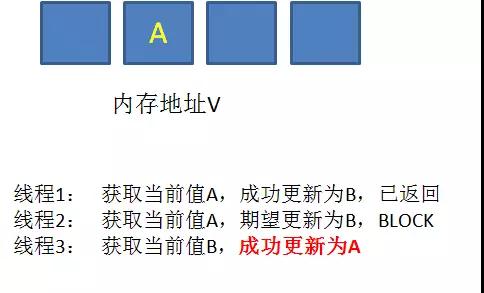 A
内存地址V
线程1： 获取当前值A，成功更新为B，已返回
线程2： 获取当前值A，期望更新为B，BLOCK
线程3： 获取当前值B，成功更新为A